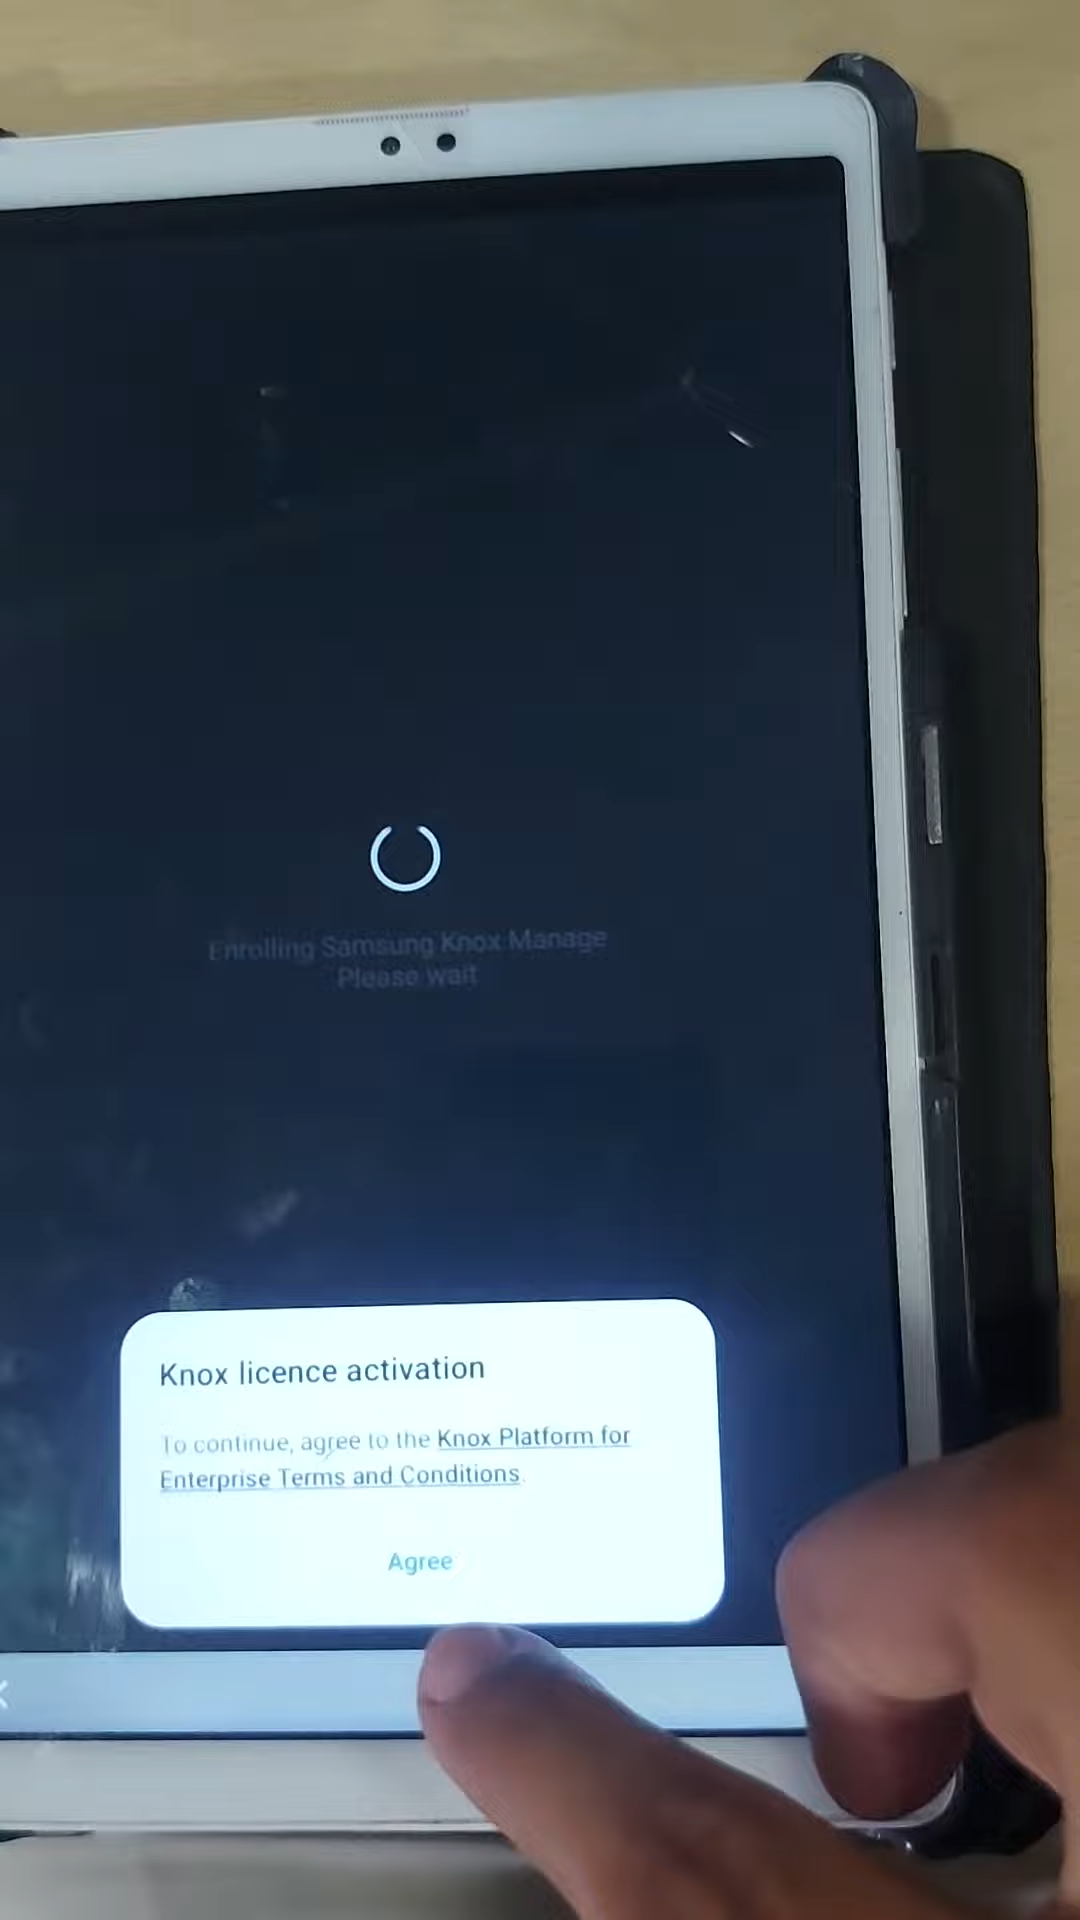 Enrolling Samsung Knox Manage
Please wait
Knox licence activation
To continue, agree to the Knox Platform for
Enterprise Terms and Conditions.
Agree